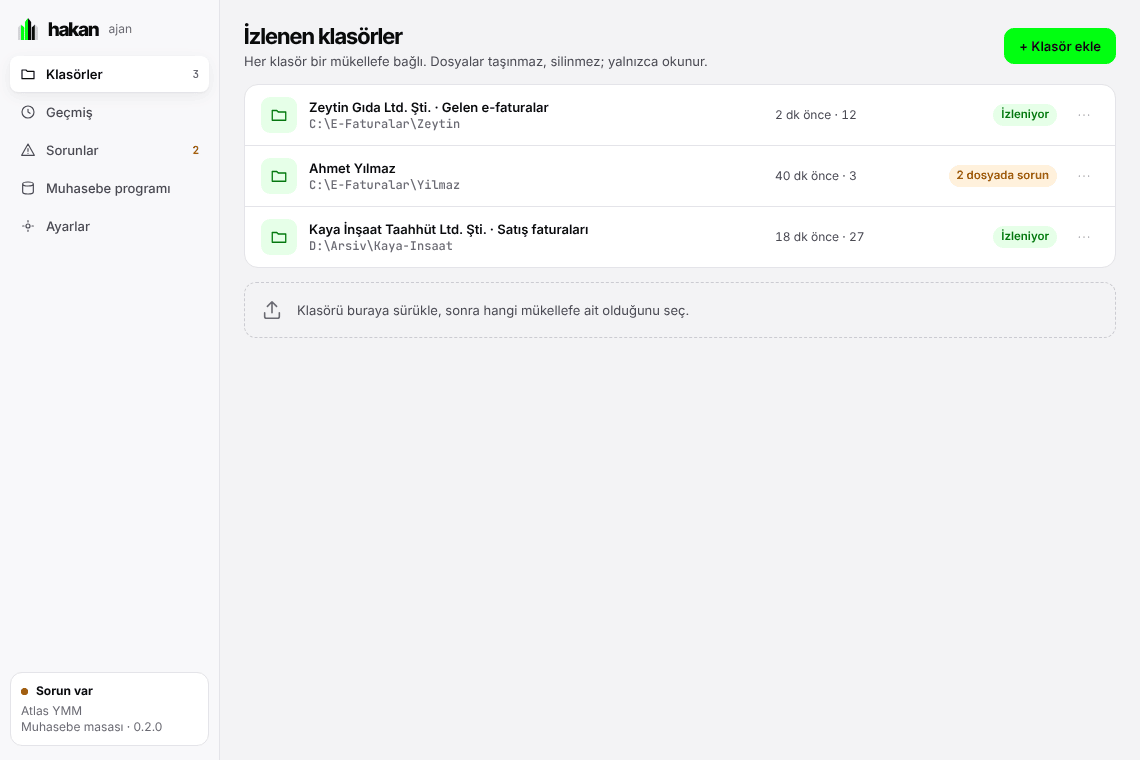 hakan ajan
Klasörler 3
Geçmiş
Sorunlar 2
Muhasebe programı
Ayarlar
Sorun var
Atlas YMM
Muhasebe masası · 0.2.0
İzlenen klasörler
Her klasör bir mükellefe bağlı. Dosyalar taşınmaz, silinmez; yalnızca okunur.
+ Klasör ekle
Zeytin Gıda Ltd. Şti. · Gelen e-faturalar
C:\E-Faturalar\Zeytin
2 dk önce · 12
İzleniyor
Ahmet Yılmaz
C:\E-Faturalar\Yilmaz
40 dk önce · 3
2 dosyada sorun
Kaya İnşaat Taahhüt Ltd. Şti. · Satış faturaları
D:\Arsiv\Kaya-Insaat
18 dk önce · 27
İzleniyor
Klasörü buraya sürükle, sonra hangi mükellefe ait olduğunu seç.